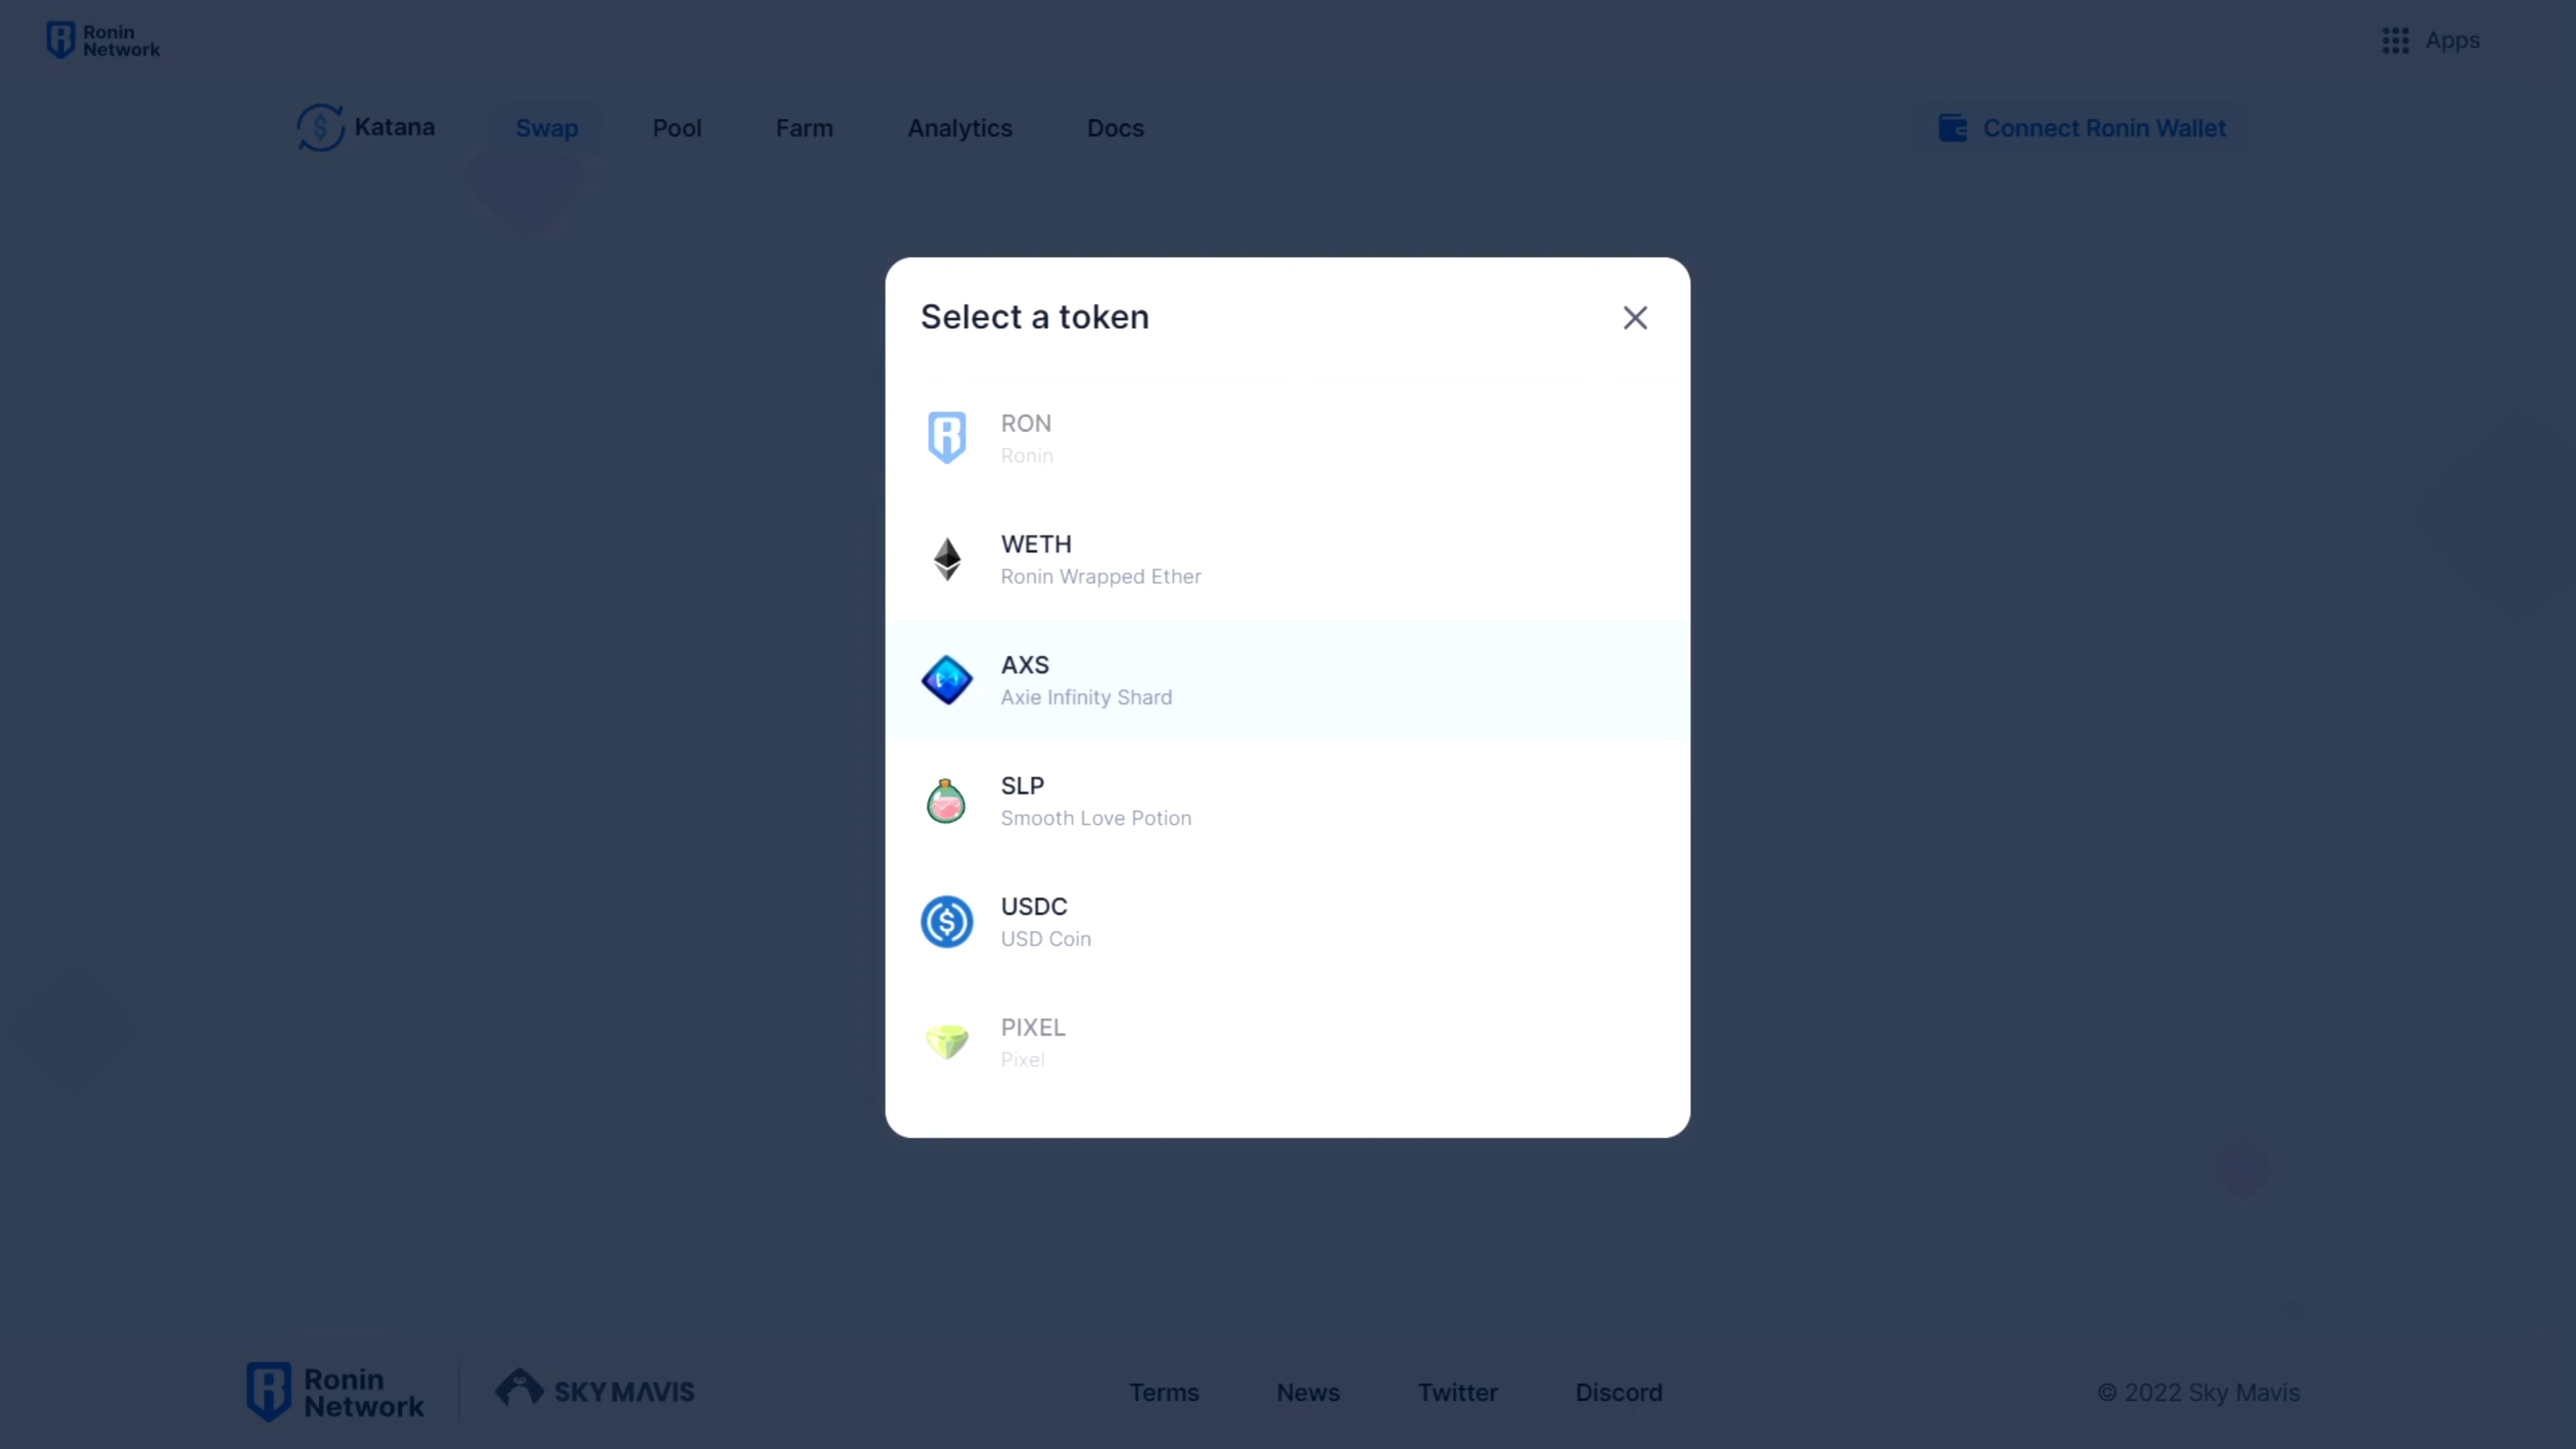 Ronin
Network
Apps
Katana
Swap
Pool
Farm
Analytics
Docs
Connect Ronin Wallet
Select a token
RON
Ronin
WETH
Ronin Wrapped Ether
AXS
Axie Infinity Shard
SLP
Smooth Love Potion
USDC
USD Coin
PIXEL
Pixel
Ronin
Network
SKY MAVIS
Terms
News
Twitter
Discord
© 2022 Sky Mavis